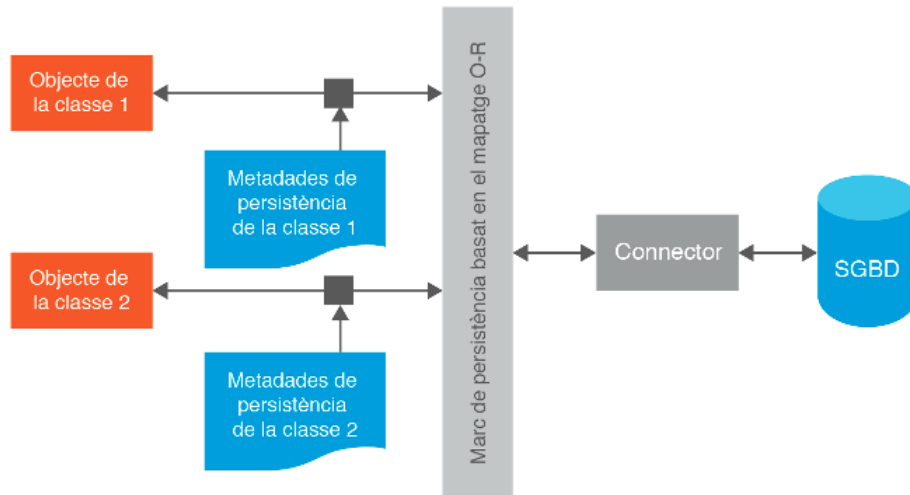 Objecte de
la classe 1
Metadades de
persistència
de la classe 1
Objecte de
la classe 2
Metadades de
persistència
de la classe 2
Marc de persistència basat en el mapatge O-R
Connector
SGBD